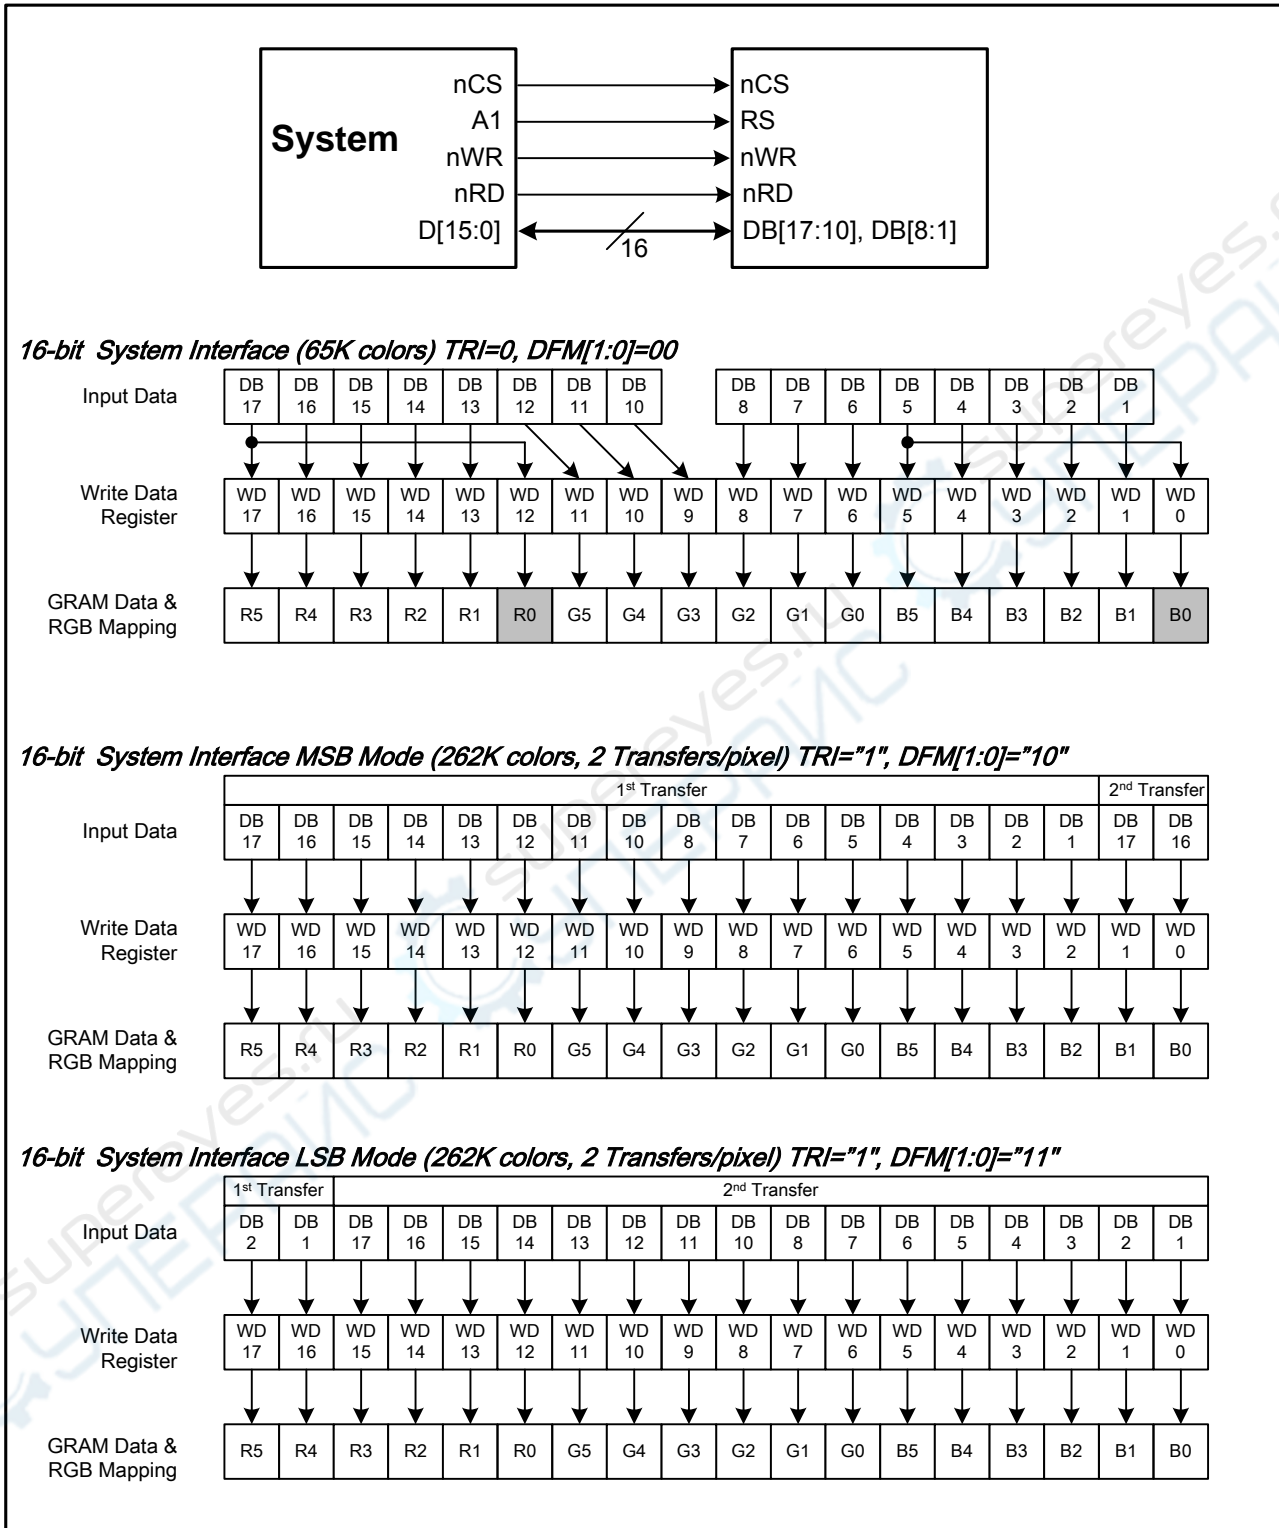 nCS nCS
A1 RS
System
nWR nWR
nRD nRD
D[15:0] 16 DB[17:10], DB[8:1]
16-bit System Interface (65K colors) TRI=0, DFM[1:0]=00
Input Data DB 17 DB 16 DB 15 DB 14 DB 13 DB 12 DB 11 DB 10 DB 8 DB 7 DB 6 DB 5 DB 4 DB 3 DB 2 DB 1
Write Data Register WD 17 WD 16 WD 15 WD 14 WD 13 WD 12 WD 11 WD 10 WD 9 WD 8 WD 7 WD 6 WD 5 WD 4 WD 3 WD 2 WD 1 WD 0
GRAM Data & RGB Mapping R5 R4 R3 R2 R1 R0 G5 G4 G3 G2 G1 G0 B5 B4 B3 B2 B1 B0
16-bit System Interface MSB Mode (262K colors, 2 Transfers/pixel) TRI="1", DFM[1:0]="10"
1st Transfer 2nd Transfer
Input Data DB 17 DB 16 DB 15 DB 14 DB 13 DB 12 DB 11 DB 10 DB 8 DB 7 DB 6 DB 5 DB 4 DB 3 DB 2 DB 1 DB 17 DB 16
Write Data Register WD 17 WD 16 WD 15 WD 14 WD 13 WD 12 WD 11 WD 10 WD 9 WD 8 WD 7 WD 6 WD 5 WD 4 WD 3 WD 2 WD 1 WD 0
GRAM Data & RGB Mapping R5 R4 R3 R2 R1 R0 G5 G4 G3 G2 G1 G0 B5 B4 B3 B2 B1 B0
16-bit System Interface LSB Mode (262K colors, 2 Transfers/pixel) TRI="1", DFM[1:0]="11"
1st Transfer 2nd Transfer
Input Data DB 2 DB 1 DB 17 DB 16 DB 15 DB 14 DB 13 DB 12 DB 11 DB 10 DB 8 DB 7 DB 6 DB 5 DB 4 DB 3 DB 2 DB 1
Write Data Register WD 17 WD 16 WD 15 WD 14 WD 13 WD 12 WD 11 WD 10 WD 9 WD 8 WD 7 WD 6 WD 5 WD 4 WD 3 WD 2 WD 1 WD 0
GRAM Data & RGB Mapping R5 R4 R3 R2 R1 R0 G5 G4 G3 G2 G1 G0 B5 B4 B3 B2 B1 B0
supereyes.ru
СУПЕРАЙС